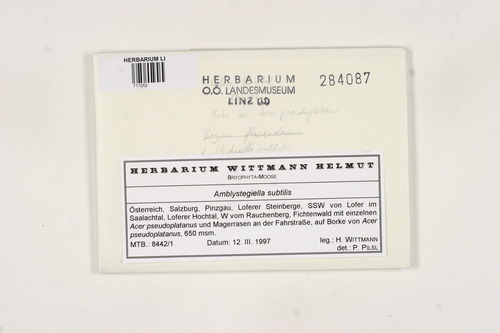 HERBARIUM LI
717052
HERBARIUM
O.Ö. LANDESMUSEUM
LINZ (LI)
284087
HERBARIUM WITTMANN HELMUT
BRYOPHYTA-MOOSE
Amblystegiella subtilis
Österreich, Salzburg, Pinzgau, Loferer Steinberge, SSW von Lofer im
Saalachtal, Loferer Hochtal, W vom Rauchenberg, Fichtenwald mit einzelnen
Acer pseudoplatanus und Magerrasen an der Fahrstraße, auf Borke von Acer
pseudoplatanus, 650 msm.
MTB.: 8442/1 Datum: 12. III. 1997 leg.: H. WITTMANN
det.: P. PILSL